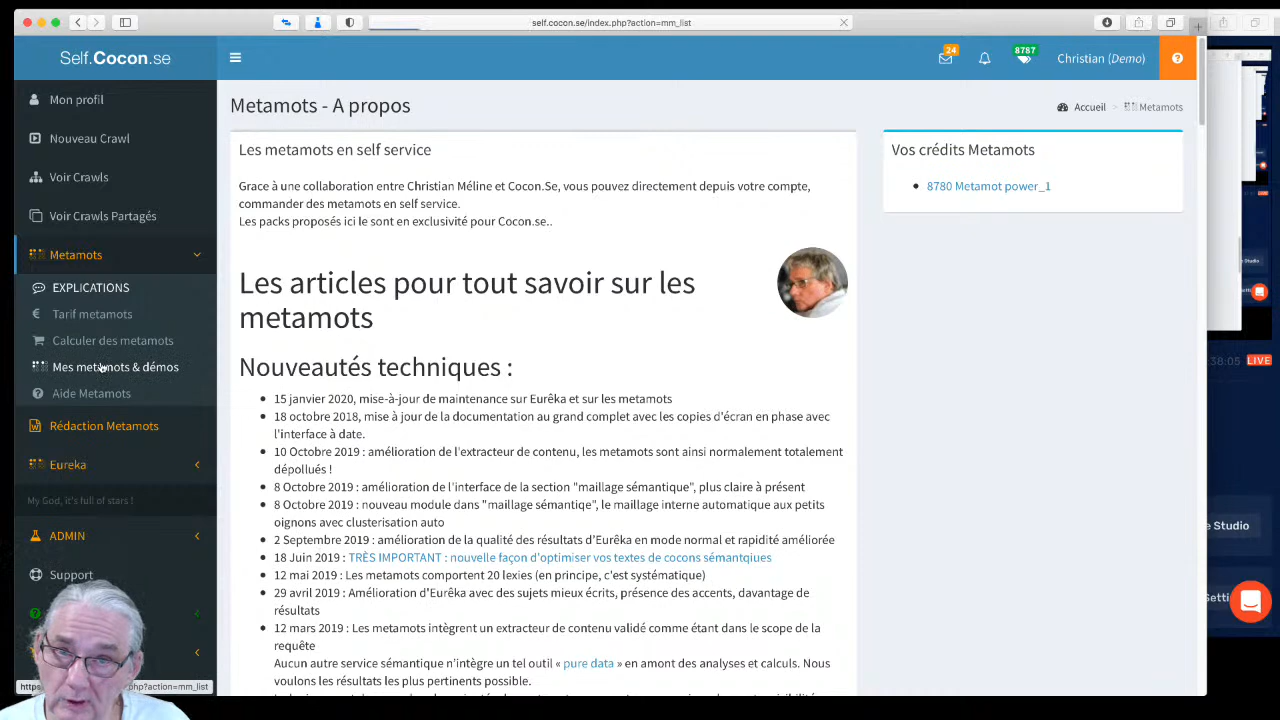 self.cocon.se/index.php?action=mm_list
Self.Cocon.se
24
8787
Christian (Demo)
Mon profil
Nouveau Crawl
Voir Crawls
Voir Crawls Partagés
Metamots
EXPLICATIONS
Tarif metamots
Calculer des metamots
Mes metamots & démos
Aide Metamots
Rédaction Metamots
Eureka
My God, it's full of stars !
ADMIN
Support
php?action=mm_list
Metamots - A propos
Accueil > Metamots
Les metamots en self service
Grace à une collaboration entre Christian Méline et Cocon.Se, vous pouvez directement depuis votre compte,
commander des metamots en self service.
Les packs proposés ici le sont en exclusivité pour Cocon.se..
Les articles pour tout savoir sur les
metamots
Nouveautés techniques :
15 janvier 2020, mise-à-jour de maintenance sur Eurêka et sur les metamots
18 octobre 2018, mise à jour de la documentation au grand complet avec les copies d'écran en phase avec
l'interface à date.
10 Octobre 2019 : amélioration de l'extracteur de contenu, les metamots sont ainsi normalement totalement
dépollués !
8 Octobre 2019 : amélioration de l'interface de la section "maillage sémantique", plus claire à présent
8 Octobre 2019 : nouveau module dans "maillage sémantiqe", le maillage interne automatique aux petits
oignons avec clusterisation auto
2 Septembre 2019 : amélioration de la qualité des résultats d'Eurêka en mode normal et rapidité améliorée
18 Juin 2019 : TRÈS IMPORTANT : nouvelle façon d'optimiser vos textes de cocons sémantqiues
12 mai 2019 : Les metamots comportent 20 lexies (en principe, c'est systématique)
29 avril 2019 : Amélioration d'Eurêka avec des sujets mieux écrits, présence des accents, davantage de
résultats
12 mars 2019 : Les metamots intègrent un extracteur de contenu validé comme étant dans le scope de la
requête
Aucun autre service sémantique n'intègre un tel outil « pure data » en amont des analyses et calculs. Nous
voulons les résultats les plus pertinents possible.
Vos crédits Metamots
8780 Metamot power_1
38:05 LIVE
Studio